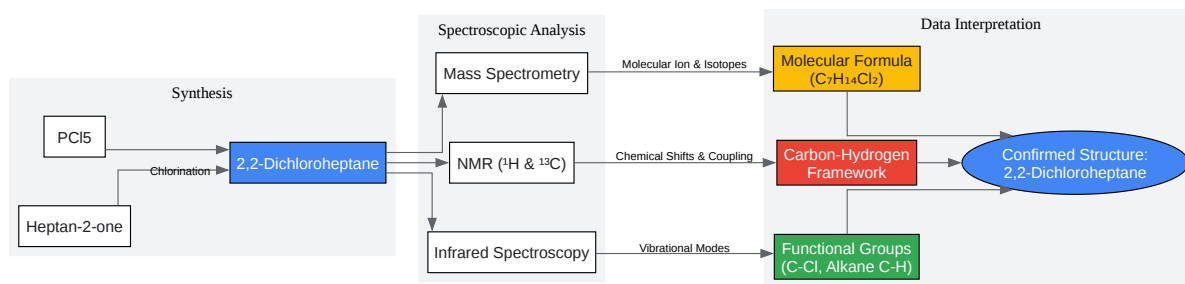 Synthesis
PCl5
Chlorination
Heptan-2-one
2,2-Dichloroheptane
Spectroscopic Analysis
Mass Spectrometry
NMR (¹H & ¹³C)
Infrared Spectroscopy
Molecular Ion & Isotopes
Chemical Shifts & Coupling
Vibrational Modes
Data Interpretation
Molecular Formula
(C₇H₁₄Cl₂)
Carbon-Hydrogen
Framework
Functional Groups
(C-Cl, Alkane C-H)
Confirmed Structure:
2,2-Dichloroheptane